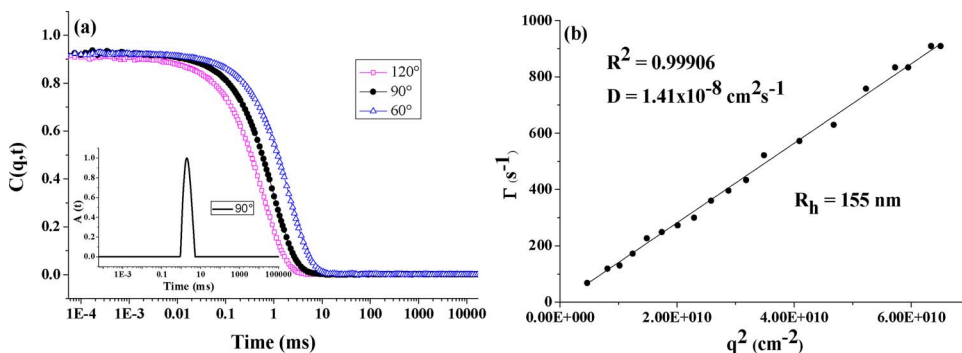 (a)
C(q,t)
1.0
0.8
0.6
0.4
0.2
0.0
120°
90°
60°
A (t)
1.0
0.8
0.6
0.4
0.2
0.0
90°
1E-3 10 1000 100000
Time (ms)
1E-4 1E-3 0.01 0.1 1 10 100 1000 10000
Time (ms)
(b)
Γ (s⁻¹)
1000
800
600
400
200
0
R² = 0.99906
D = 1.41x10⁻⁸ cm²s⁻¹
Rₕ = 155 nm
0.00E+000 2.00E+010 4.00E+010 6.00E+010
q² (cm⁻²)